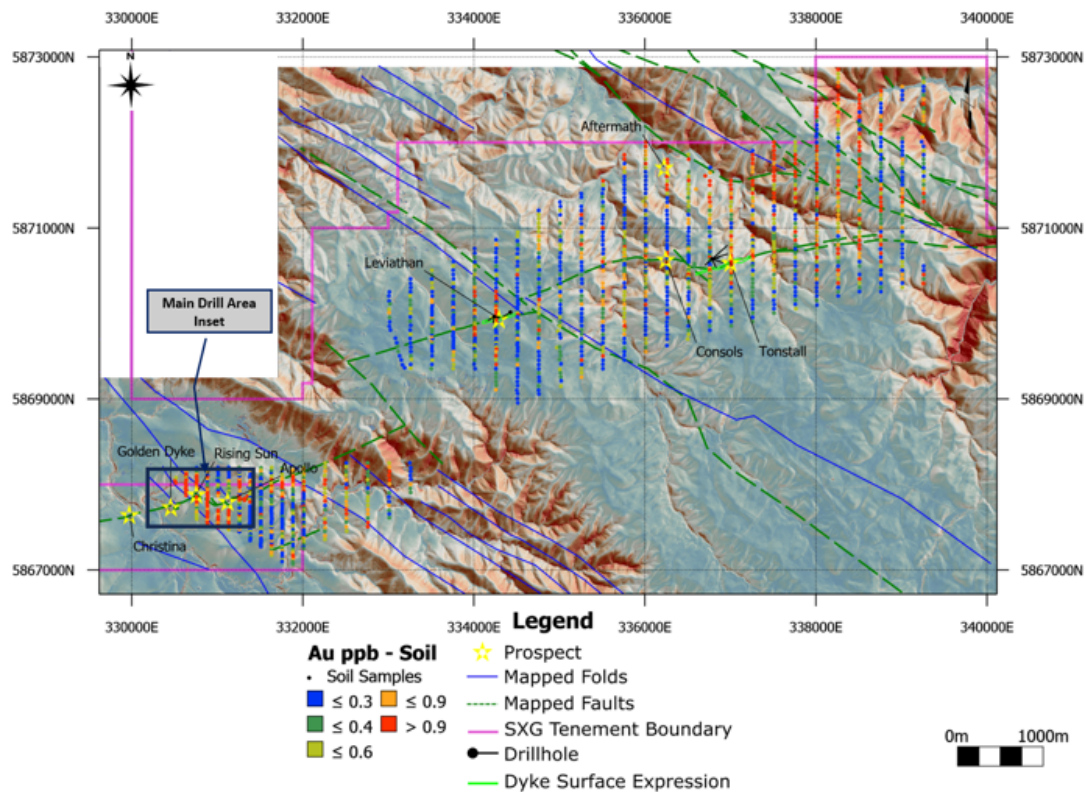 330000E 332000E 334000E 336000E 338000E 340000E
5873000N 5873000N
N
Aftermath
5871000N 5871000N
Leviathan
Main Drill Area
Inset
Consols Tonstall
5869000N 5869000N
Golden Dyke Rising Sun
Apollo
Christina
5867000N 5867000N
330000E 332000E 334000E 336000E 338000E 340000E
Legend
Au ppb - Soil
Soil Samples
≤ 0.3 ≤ 0.9
≤ 0.4 > 0.9
≤ 0.6
Prospect
Mapped Folds
Mapped Faults
SXG Tenement Boundary
Drillhole
Dyke Surface Expression
0m 1000m